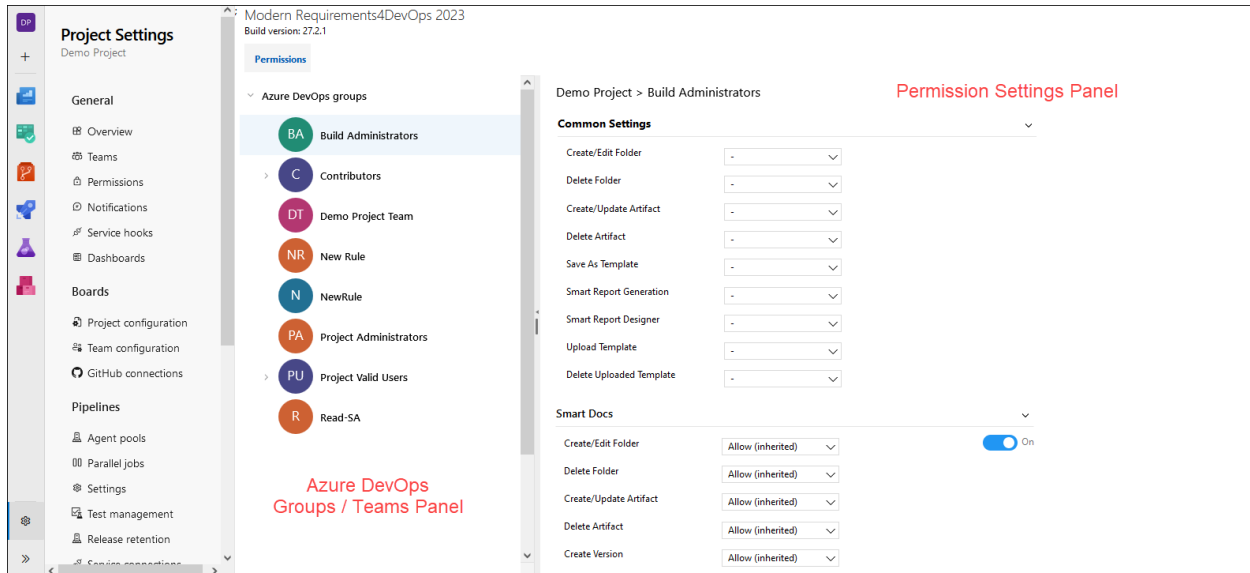 DP
Project Settings
Demo Project
General
Overview
Teams
Permissions
Notifications
Service hooks
Dashboards
Boards
Project configuration
Team configuration
GitHub connections
Pipelines
Agent pools
Parallel jobs
Settings
Test management
Release retention
Service connections
Modern Requirements4DevOps 2023
Build version: 27.2.1
Permissions
Azure DevOps groups
BA Build Administrators
C Contributors
DT Demo Project Team
NR New Rule
N NewRule
PA Project Administrators
PU Project Valid Users
R Read-SA
Azure DevOps
Groups / Teams Panel
Demo Project > Build Administrators
Permission Settings Panel
Common Settings
Create/Edit Folder -
Delete Folder -
Create/Update Artifact -
Delete Artifact -
Save As Template -
Smart Report Generation -
Smart Report Designer -
Upload Template -
Delete Uploaded Template -
Smart Docs
Create/Edit Folder Allow (inherited) On
Delete Folder Allow (inherited)
Create/Update Artifact Allow (inherited)
Delete Artifact Allow (inherited)
Create Version Allow (inherited)